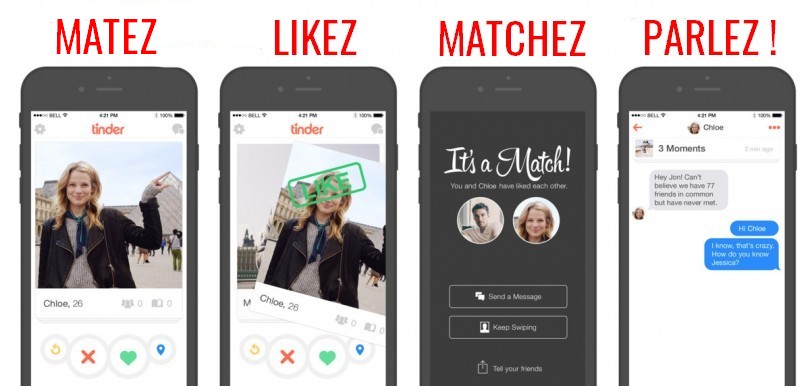 MATEZ
LIKEZ
MATCHEZ
PARLEZ !
BELL 4:21 PM 100%
tinder
Chloe, 26 0 0
BELL 4:21 PM 100%
tinder
LIKE
M
Chloe, 26 0 0
It's a Match!
You and Chloe have liked each other.
Send a Message
Keep Swiping
Tell your friends
BELL 4:21 PM 100%
Chloe
3 Moments 2 min ago
Hey Jon! Can't
believe we have 77
friends in common
but have never met.
Hi Chloe
I know, that's crazy.
How do you know
Jessica?